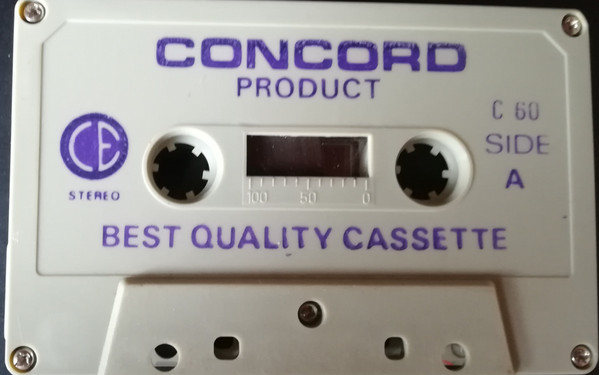 CONCORD
PRODUCT
C 60
SIDE
A
CE
STEREO
100 50 0
BEST QUALITY CASSETTE